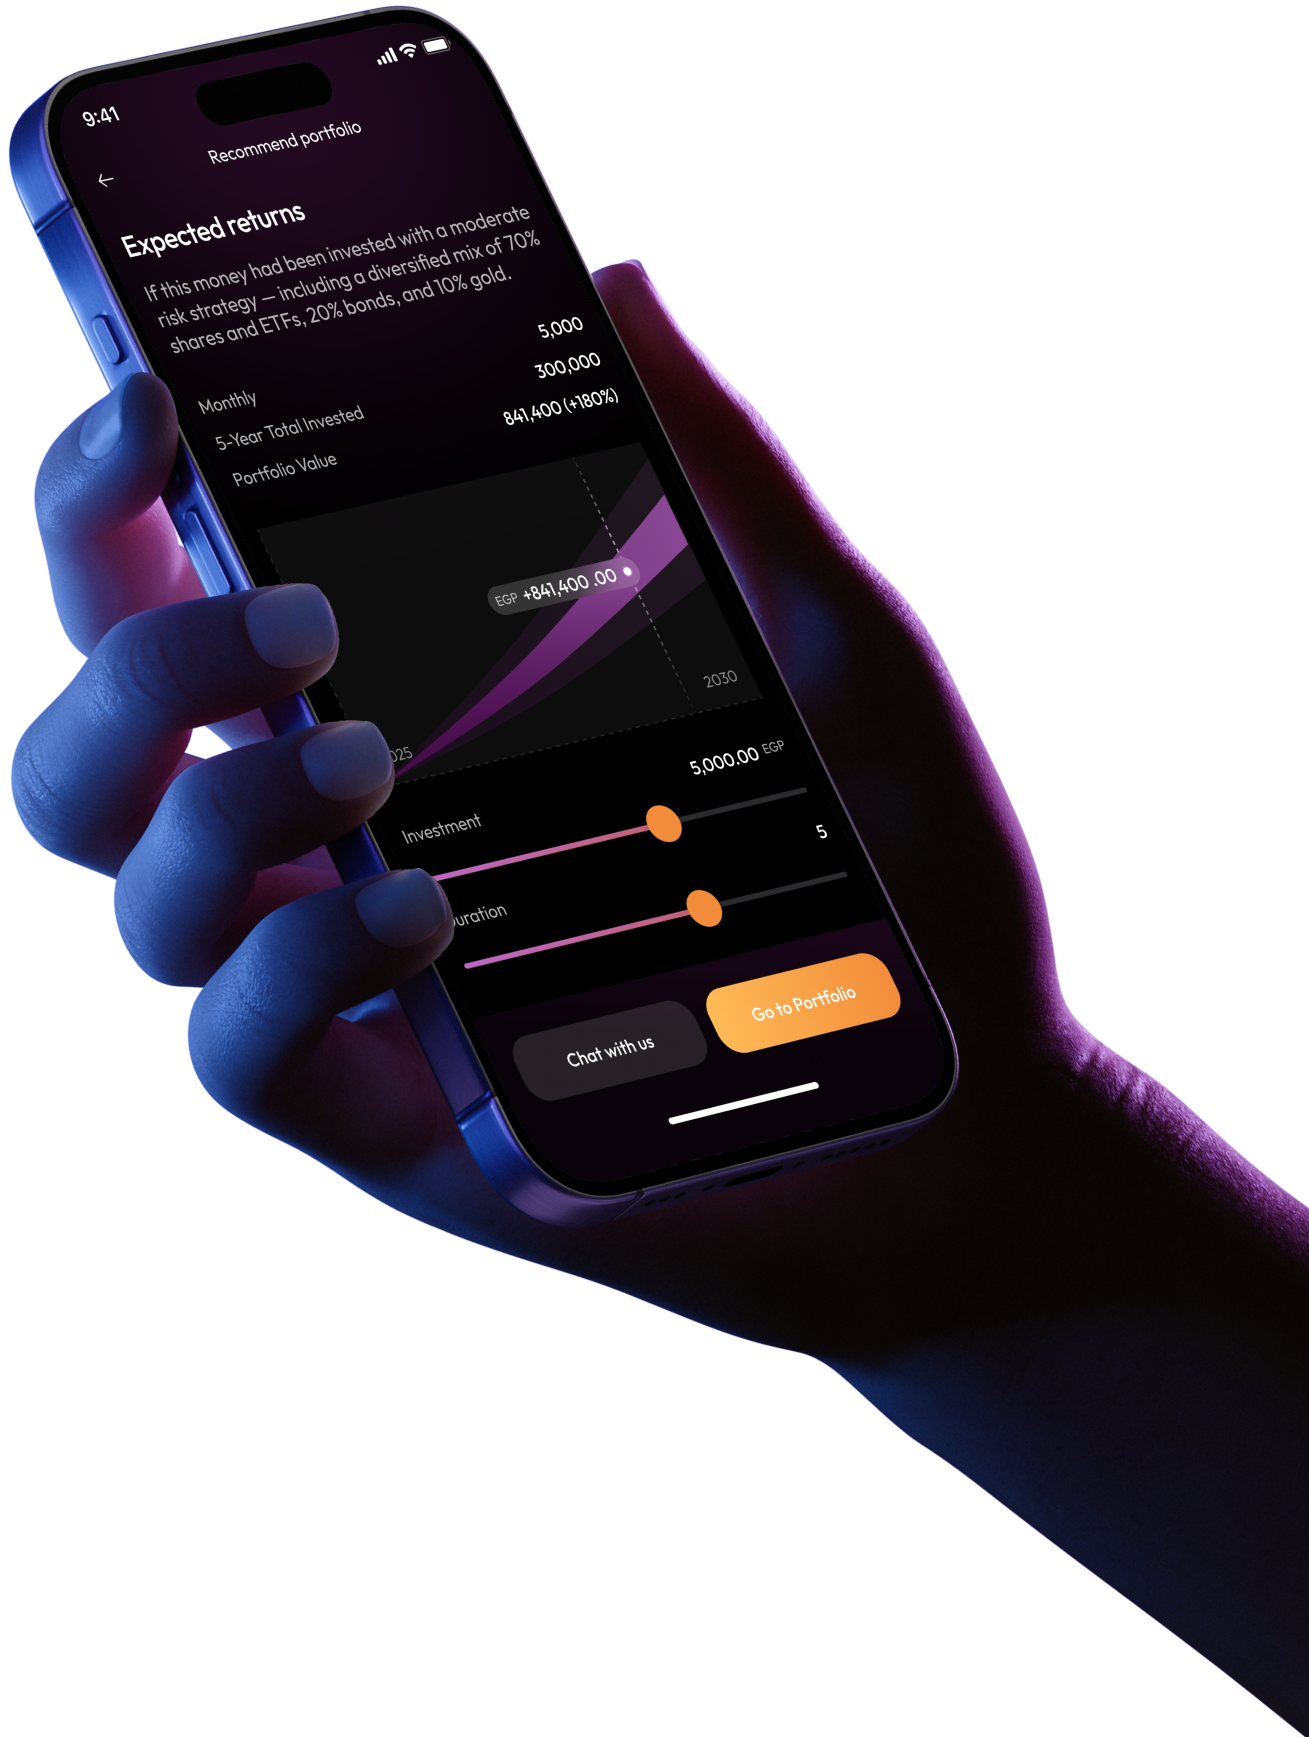 9:41
Recommend portfolio
Expected returns
If this money had been invested with a moderate
risk strategy — including a diversified mix of 70%
shares and ETFs, 20% bonds, and 10% gold.
Monthly 5,000
5-Year Total Invested 300,000
Portfolio Value 841,400 (+180%)
EGP +841,400 .00
025 2030
Investment 5,000.00 EGP
Duration 5
Chat with us
Go to Portfolio